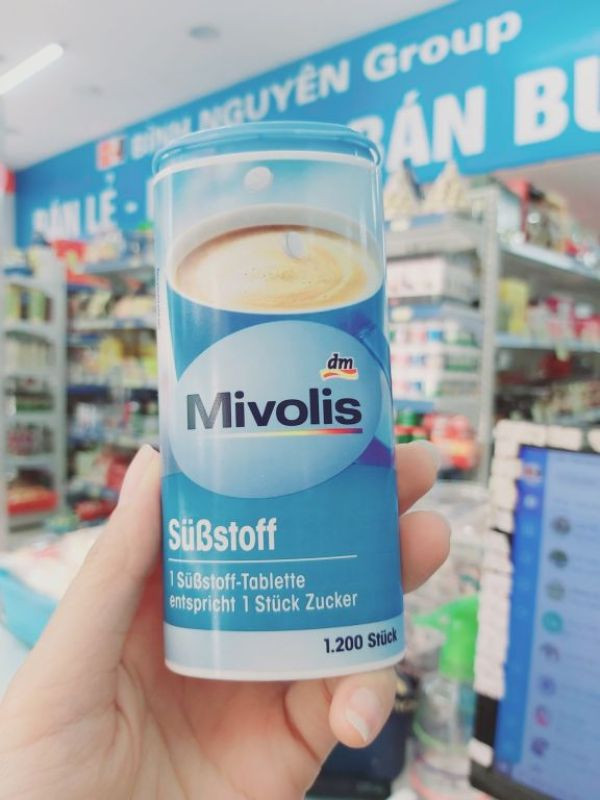 BÌNH NGUYÊN Group
BÁN LẺ - BÁN BU
dm
Mivolis
Süßstoff
1 Süßstoff-Tablette
entspricht 1 Stück Zucker
1.200 Stück